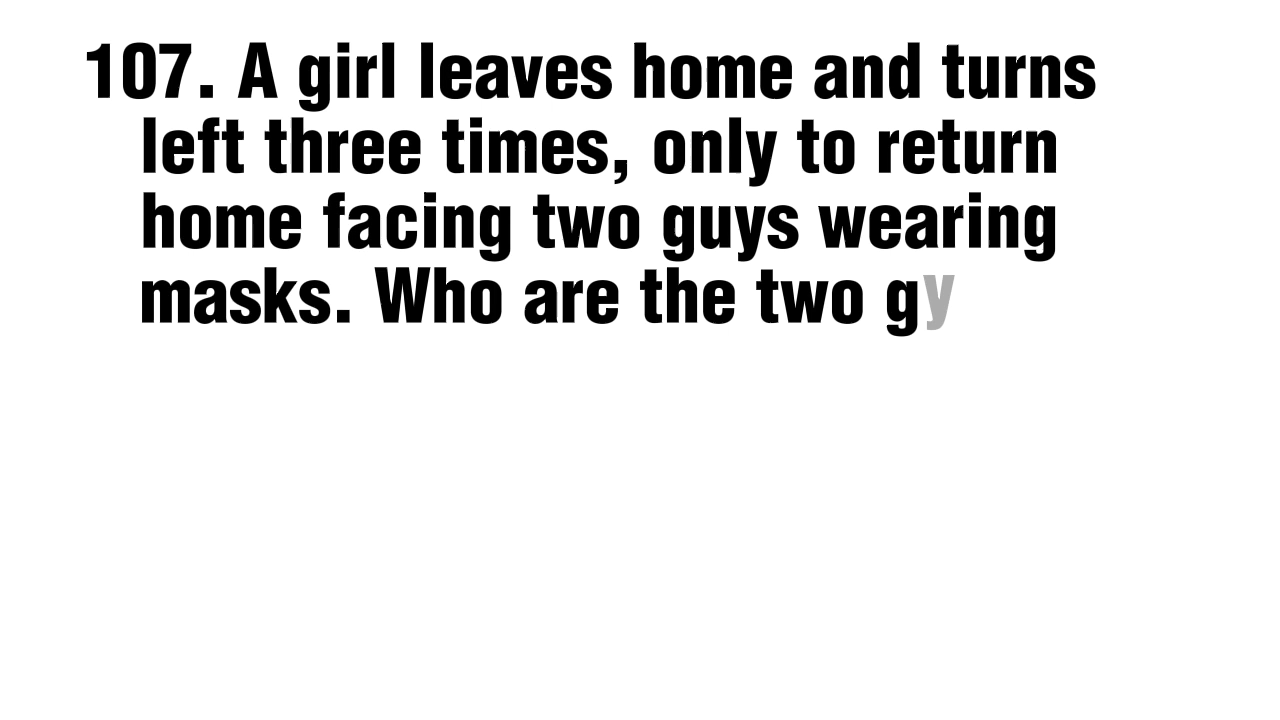 107. A girl leaves home and turns
left three times, only to return
home facing two guys wearing
masks. Who are the two gy